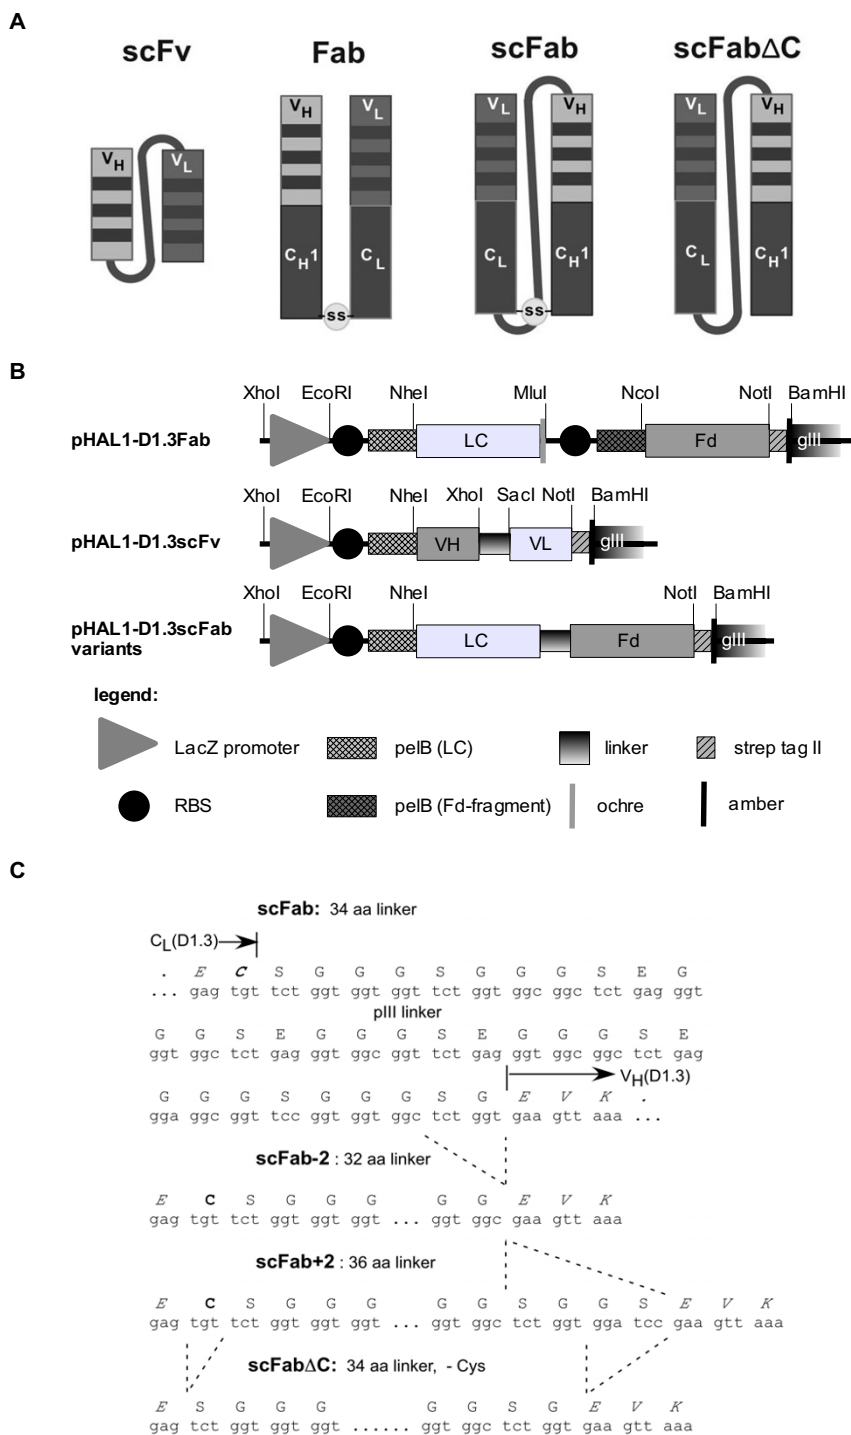 A
scFv Fab scFab scFabΔC
VH VL VH VL VL VH VL VH
CH1 CL CL CH1 CL CH1
ss ss
B
XhoI EcoRI NheI MluI NcoI NotI BamHI
pHAL1-D1.3Fab LC Fd gIII
XhoI EcoRI NheI XhoI SacI NotI BamHI
pHAL1-D1.3scFv VH VL gIII
XhoI EcoRI NheI NotI BamHI
pHAL1-D1.3scFab
variants LC Fd gIII
legend:
LacZ promoter pelB (LC) linker strep tag II
RBS pelB (Fd-fragment) ochre amber
C
scFab: 34 aa linker
CL(D1.3)
. E C S G G G S G G G S E G
... gag tgt tct ggt ggt ggt tct ggt ggc ggc tct gag ggt
pIII linker
G G S E G G G S E G G G S E
ggt ggc tct gag ggt ggc ggt tct gag ggt ggc ggc tct gag
VH(D1.3)
G G G S G G G S G E V K .
gga ggc ggt tcc ggt ggt ggc tct ggt gaa gtt aaa ...
scFab-2 : 32 aa linker
E C S G G G G G E V K
gag tgt tct ggt ggt ggt ... ggt ggc gaa gtt aaa
scFab+2 : 36 aa linker
E C S G G G G G S G G S E V K
gag tgt tct ggt ggt ggt ... ggt ggc tct ggt gga tcc gaa gtt aaa
scFabΔC: 34 aa linker, - Cys
E S G G G G G S G E V K
gag tct ggt ggt ggt ...... ggt ggc tct ggt gaa gtt aaa